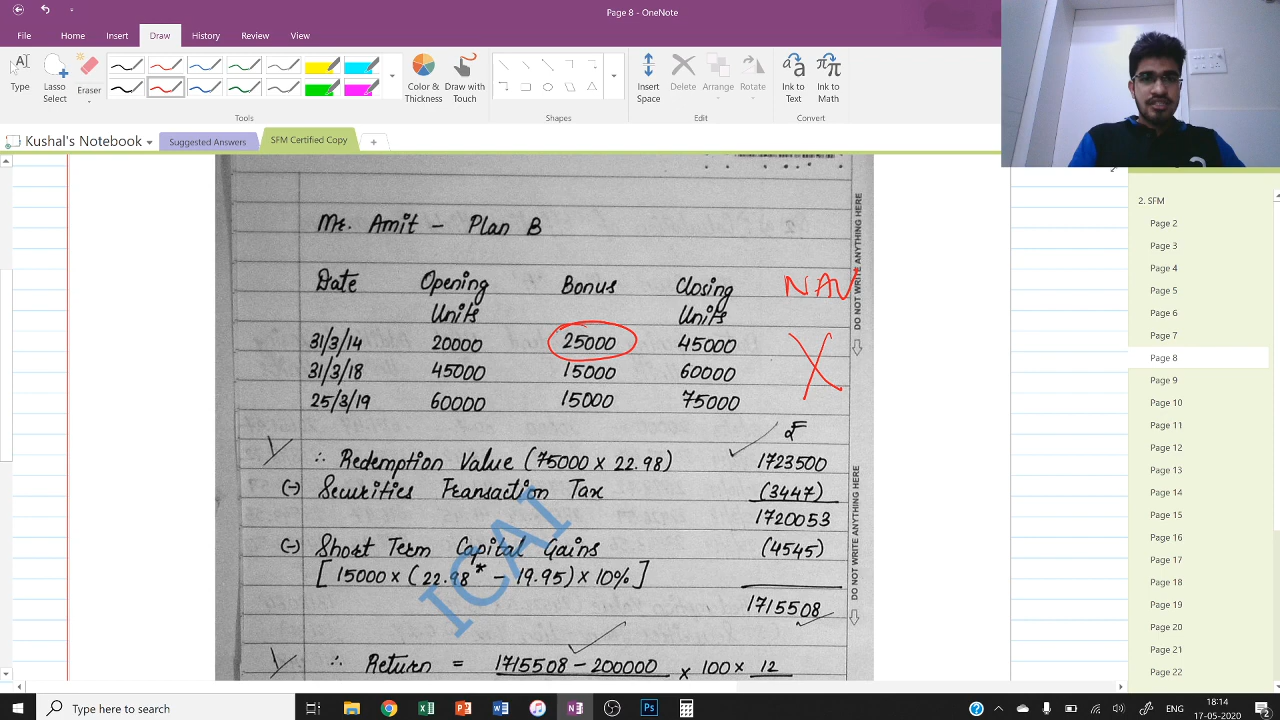 Page 8 - OneNote
File Home Insert Draw History Review View
Type Lasso Select Eraser Color & Thickness Draw with Touch Insert Space Delete Arrange Rotate Ink to Text Ink to Math
Tools Shapes Edit Convert
Kushal's Notebook Suggested Answers SFM Certified Copy +
Mr. Amit - Plan B
Date Opening Units Bonus Closing Units NAV
31/3/14 20000 25000 45000
31/3/18 45000 15000 60000
25/3/19 60000 15000 75000
X
₹
∴ Redemption Value (75000 x 22.98) 1723500
(-) Securities Transaction Tax (3447)
1720053
(-) Short Term Capital Gains (4545)
[15000 x (22.98* - 19.95) x 10%]
1715508
∴ Return = 1715508 - 200000 x 100 x 12
ICAI
DO NOT WRITE ANYTHING HERE
DO NOT WRITE ANYTHING HERE
2. SFM
Page 2
Page 3
Page 4
Page 5
Page 6
Page 7
Page 8
Page 9
Page 10
Page 11
Page 12
Page 13
Page 14
Page 15
Page 16
Page 17
Page 18
Page 19
Page 20
Page 21
Page 22
Type here to search
18:14
17-05-2020